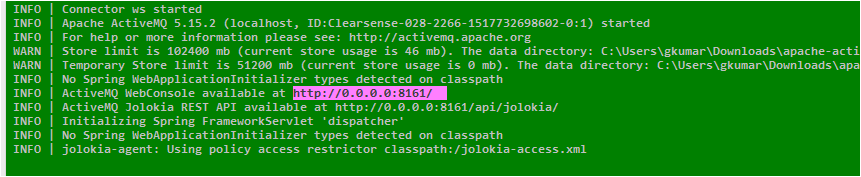 INFO | Connector ws started
INFO | Apache ActiveMQ 5.15.2 (localhost, ID:Clearsense-028-2266-1517732698602-0:1) started
INFO | For help or more information please see: http://activemq.apache.org
WARN | Store limit is 102400 mb (current store usage is 46 mb). The data directory: C:\Users\gkumar\Downloads\apache-acti
WARN | Temporary Store limit is 51200 mb (current store usage is 0 mb). The data directory: C:\Users\gkumar\Downloads\apa
INFO | No Spring WebApplicationInitializer types detected on classpath
INFO | ActiveMQ WebConsole available at http://0.0.0.0:8161/
INFO | ActiveMQ Jolokia REST API available at http://0.0.0.0:8161/api/jolokia/
INFO | Initializing Spring FrameworkServlet 'dispatcher'
INFO | No Spring WebApplicationInitializer types detected on classpath
INFO | jolokia-agent: Using policy access restrictor classpath:/jolokia-access.xml